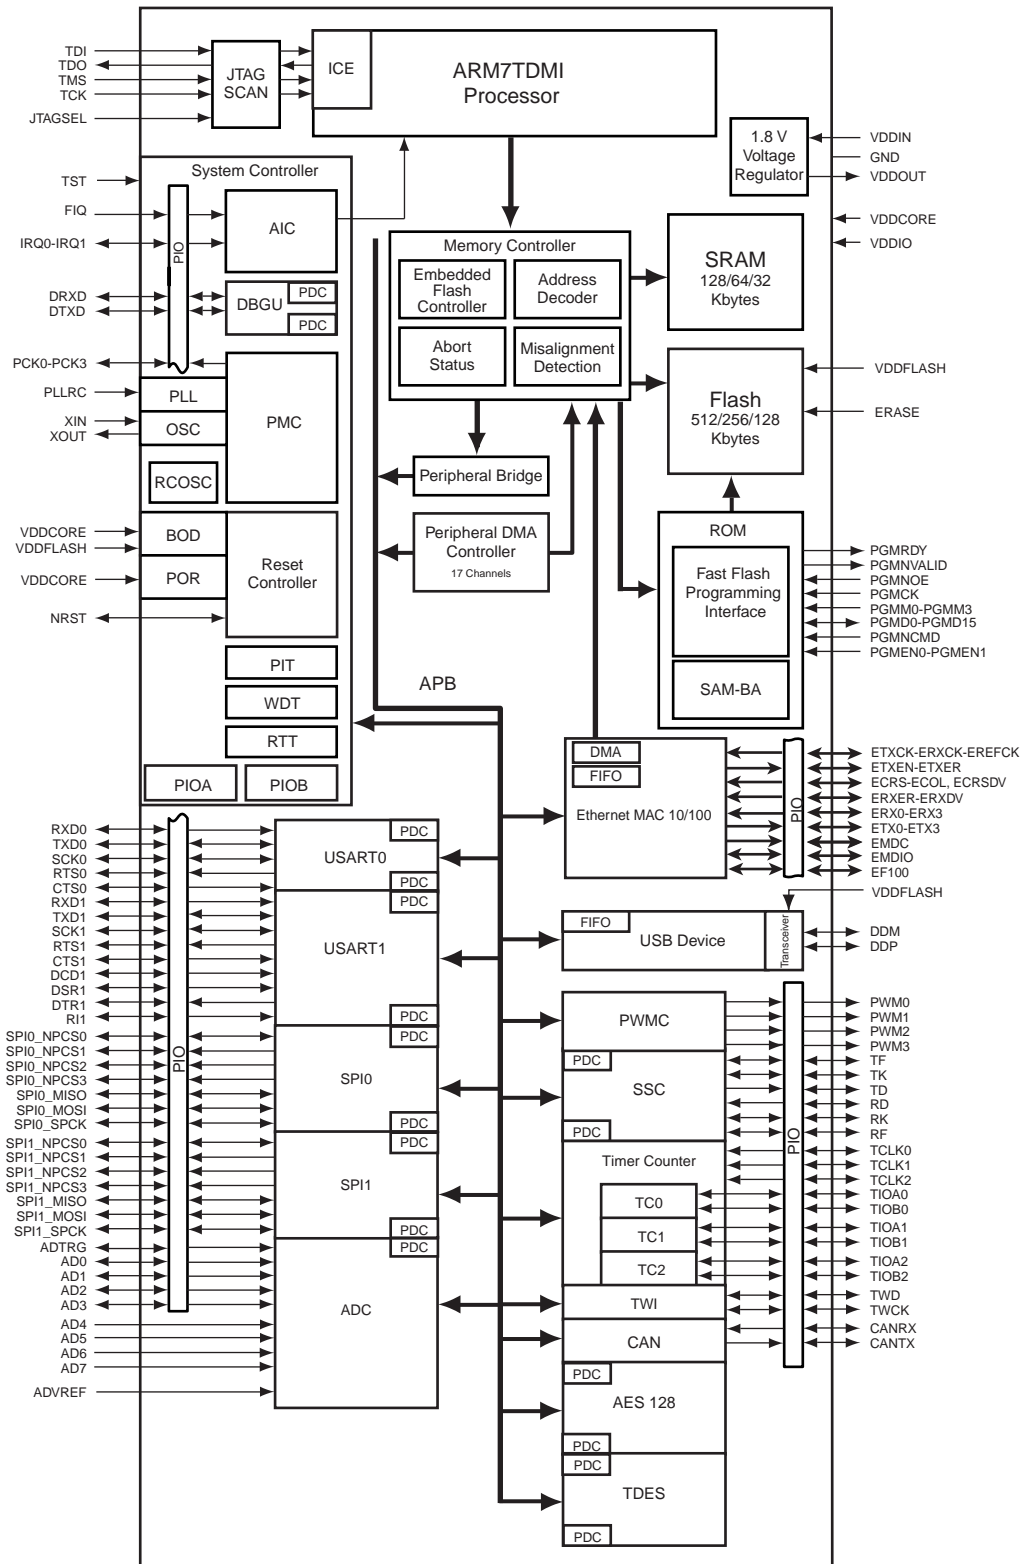 TDI
TDO
TMS
TCK
JTAGSEL
JTAG
SCAN
ICE
ARM7TDMI
Processor
1.8 V
Voltage
Regulator
VDDIN
GND
VDDOUT
VDDCORE
VDDIO
System Controller
TST
FIQ
IRQ0-IRQ1
PIO
AIC
DRXD
DTXD
DBGU
PDC
PDC
PCK0-PCK3
PLLRC
PLL
XIN
XOUT
OSC
RCOSC
PMC
VDDCORE
VDDFLASH
BOD
VDDCORE
POR
Reset
Controller
NRST
PIT
WDT
RTT
PIOA
PIOB
Memory Controller
Embedded
Flash
Controller
Address
Decoder
Abort
Status
Misalignment
Detection
SRAM
128/64/32
Kbytes
Flash
512/256/128
Kbytes
VDDFLASH
ERASE
Peripheral Bridge
Peripheral DMA
Controller
17 Channels
ROM
Fast Flash
Programming
Interface
SAM-BA
PGMRDY
PGMNVALID
PGMNOE
PGMCK
PGMM0-PGMM3
PGMD0-PGMD15
PGMNCMD
PGMEN0-PGMEN1
APB
DMA
FIFO
Ethernet MAC 10/100
PIO
ETXCK-ERXCK-EREFCK
ETXEN-ETXER
ECRS-ECOL, ECRSDV
ERXER-ERXDV
ERX0-ERX3
ETX0-ETX3
EMDC
EMDIO
EF100
VDDFLASH
FIFO
USB Device
Transceiver
DDM
DDP
RXD0
TXD0
SCK0
RTS0
CTS0
RXD1
TXD1
SCK1
RTS1
CTS1
DCD1
DSR1
DTR1
RI1
SPI0_NPCS0
SPI0_NPCS1
SPI0_NPCS2
SPI0_NPCS3
SPI0_MISO
SPI0_MOSI
SPI0_SPCK
SPI1_NPCS0
SPI1_NPCS1
SPI1_NPCS2
SPI1_NPCS3
SPI1_MISO
SPI1_MOSI
SPI1_SPCK
ADTRG
AD0
AD1
AD2
AD3
AD4
AD5
AD6
AD7
ADVREF
PIO
PDC
USART0
PDC
PDC
USART1
PDC
PDC
SPI0
PDC
PDC
SPI1
PDC
PDC
ADC
PWMC
PDC
SSC
PDC
Timer Counter
TC0
TC1
TC2
TWI
CAN
PDC
AES 128
PDC
PDC
TDES
PDC
PIO
PWM0
PWM1
PWM2
PWM3
TF
TK
TD
RD
RK
RF
TCLK0
TCLK1
TCLK2
TIOA0
TIOB0
TIOA1
TIOB1
TIOA2
TIOB2
TWD
TWCK
CANRX
CANTX